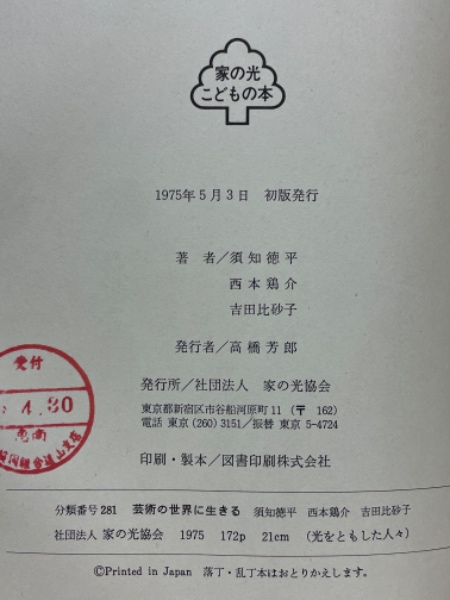 家の光
こどもの本
1975年5月3日 初版発行
著 者／須知徳平
西本鶏介
吉田比砂子
発行者／高橋芳郎
発行所／社団法人 家の光協会
東京都新宿区市谷船河原町11（〒 162）
電話 東京(260)3151／振替 東京5-4724
印刷・製本／図書印刷株式会社
受付
4.30
分類番号281 芸術の世界に生きる 須知徳平 西本鶏介 吉田比砂子
社団法人 家の光協会 1975 172p 21cm （光をともした人々）
©Printed in Japan 落丁・乱丁本はおとりかえします。